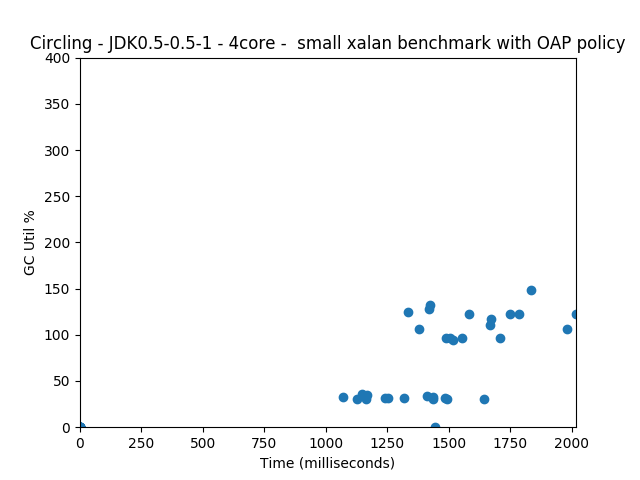 Circling - JDK0.5-0.5-1 - 4core -  small xalan benchmark with OAP policy
400
350
300
250
200
150
100
50
0
GC Util %
0 250 500 750 1000 1250 1500 1750 2000
Time (milliseconds)